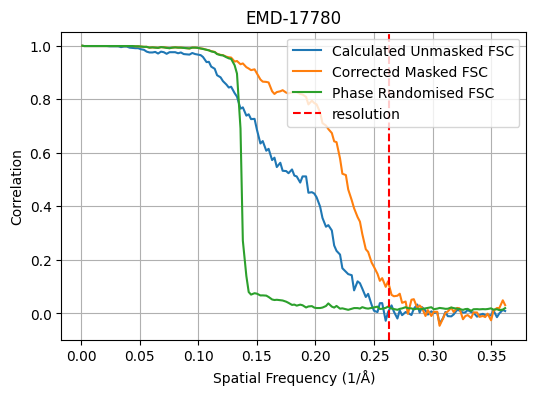 EMD-17780
Calculated Unmasked FSC
Corrected Masked FSC
Phase Randomised FSC
resolution
Correlation
1.0
0.8
0.6
0.4
0.2
0.0
0.00 0.05 0.10 0.15 0.20 0.25 0.30 0.35
Spatial Frequency (1/Å)